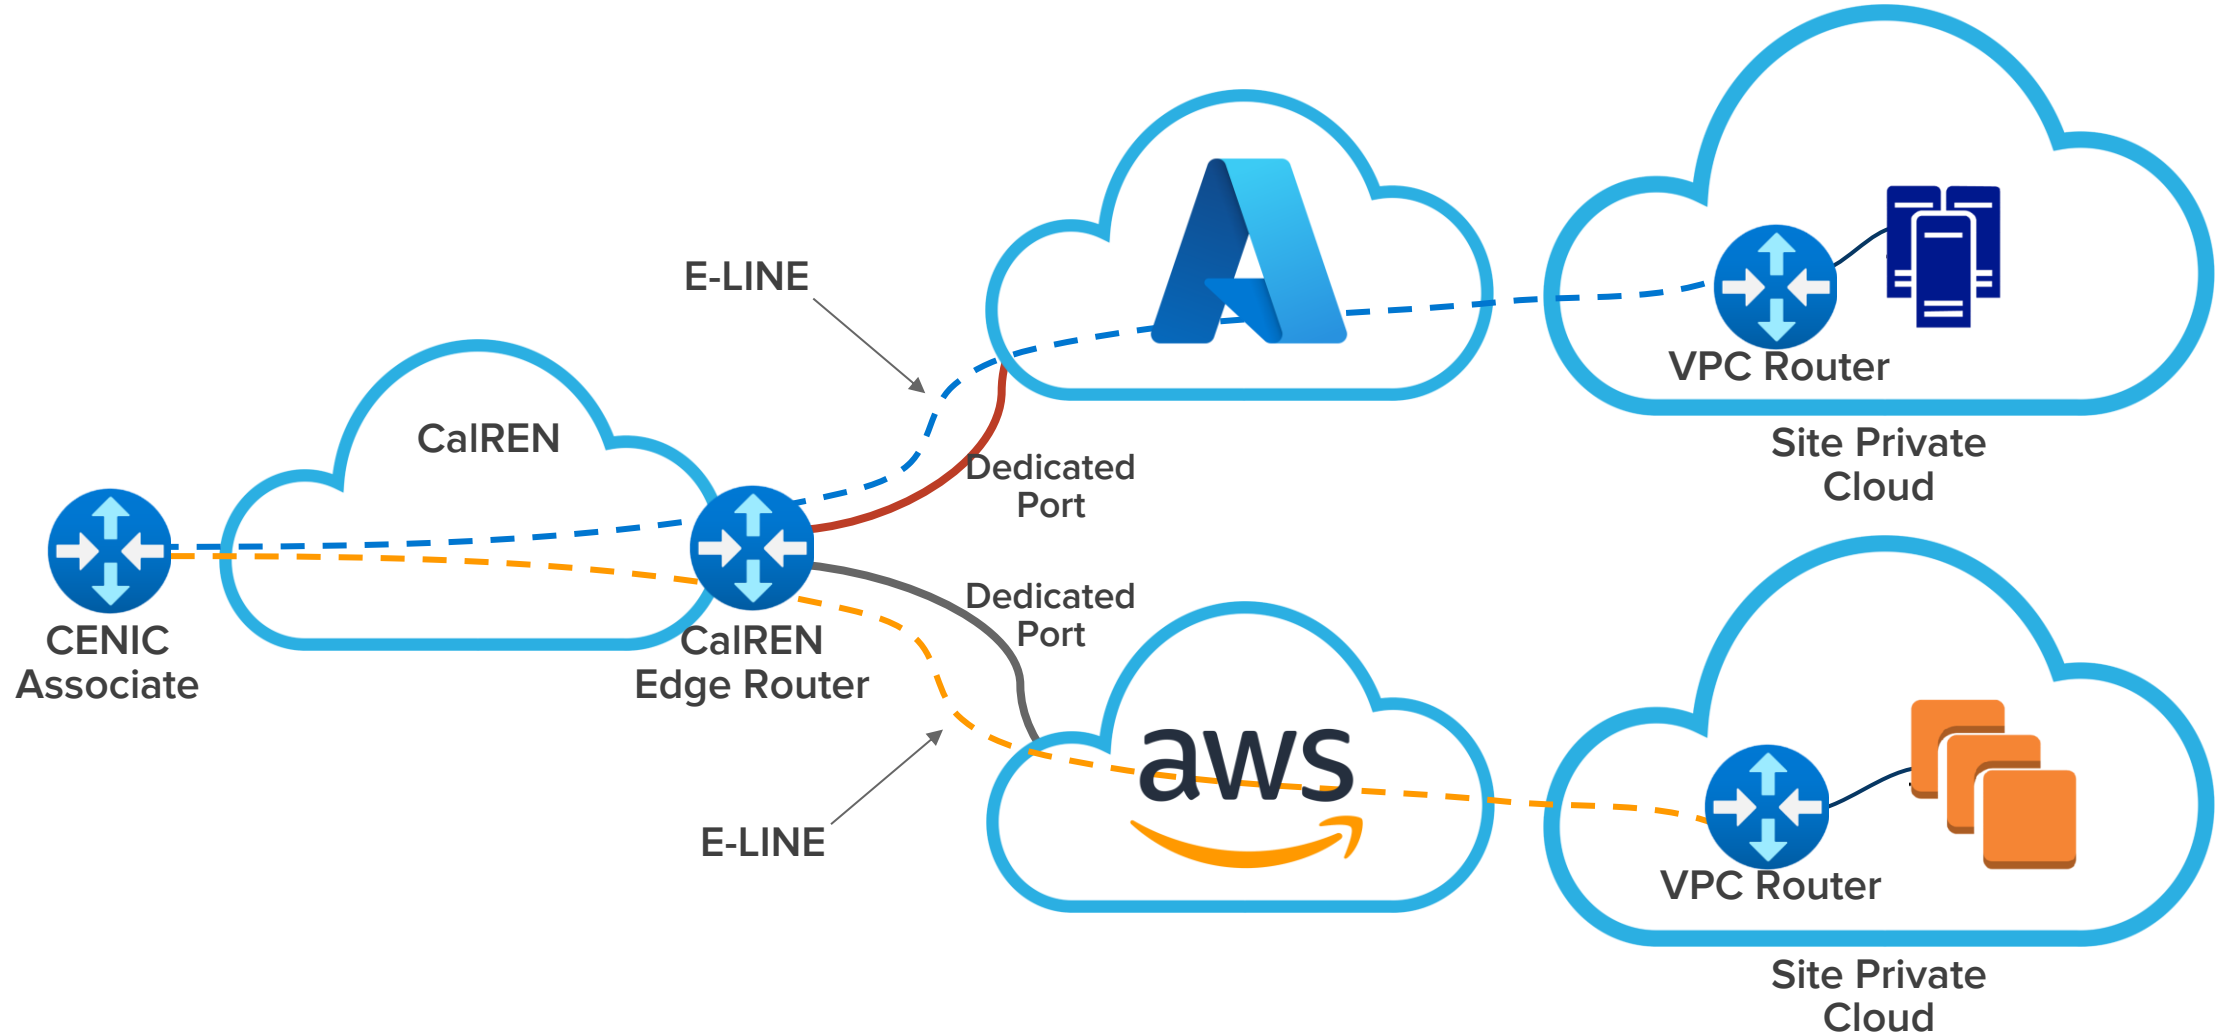 E-LINE
CalREN
Dedicated
Port
VPC Router
Site Private
Cloud
CENIC
Associate
CalREN
Edge Router
Dedicated
Port
E-LINE
aws
VPC Router
Site Private
Cloud